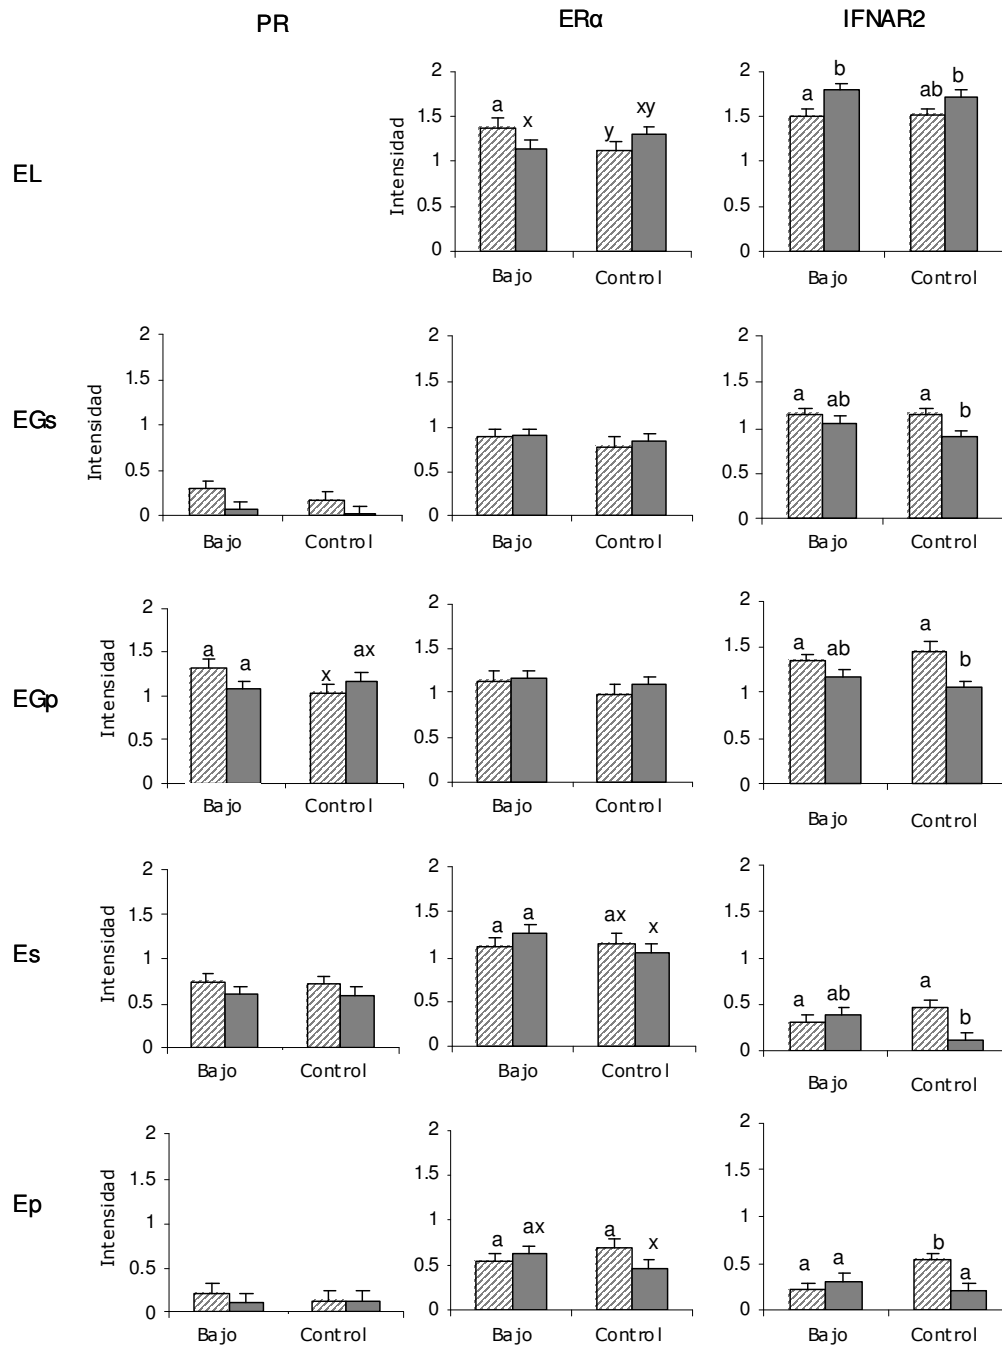 PR ERα IFNAR2
EL
Intensidad
2
1.5
1
0.5
0
a x y xy
Bajo Control
2
1.5
1
0.5
0
a b ab b
Bajo Control
EGs
Intensidad
2
1.5
1
0.5
0
Bajo Control
2
1.5
1
0.5
0
Bajo Control
2
1.5
1
0.5
0
a ab a b
Bajo Control
EGp
Intensidad
2
1.5
1
0.5
0
a a x ax
Bajo Control
2
1.5
1
0.5
0
Bajo Control
2
1.5
1
0.5
0
a ab a b
Bajo Control
Es
Intensidad
2
1.5
1
0.5
0
Bajo Control
2
1.5
1
0.5
0
a a ax x
Bajo Control
2
1.5
1
0.5
0
a ab a b
Bajo Control
Ep
Intensidad
2
1.5
1
0.5
0
Bajo Control
2
1.5
1
0.5
0
a ax a x
Bajo Control
2
1.5
1
0.5
0
a a b a
Bajo Control